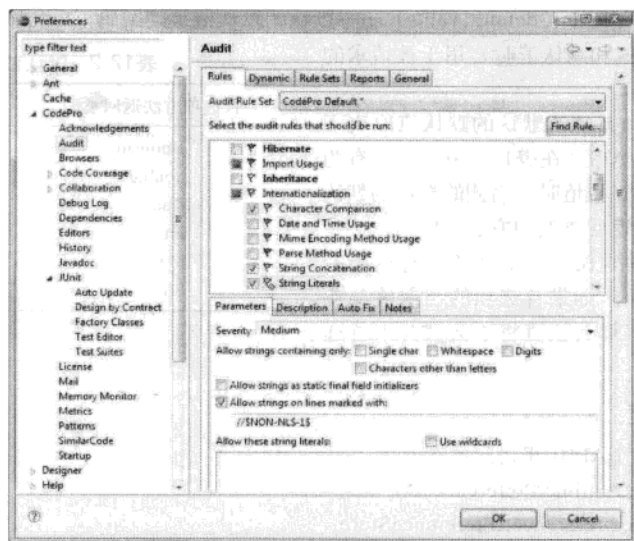 Preferences
type filter text
General
Ant
Cache
CodePro
Acknowledgements
Audit
Browsers
Code Coverage
Collaboration
Debug Log
Dependencies
Editors
History
Javadoc
JUnit
Auto Update
Design by Contract
Factory Classes
Test Editor
Test Suites
License
Mail
Memory Monitor
Metrics
Patterns
SimilarCode
Startup
Designer
Help
Audit
Rules Dynamic Rule Sets Reports General
Audit Rule Set: CodePro Default *
Select the audit rules that should be run: Find Rule...
Hibernate
Import Usage
Inheritance
Internationalization
Character Comparison
Date and Time Usage
Mime Encoding Method Usage
Parse Method Usage
String Concatenation
String Literals
Parameters Description Auto Fix Notes
Severity: Medium
Allow strings containing only: Single char Whitespace Digits
Characters other than letters
Allow strings as static final field initializers
Allow strings on lines marked with:
//$NON-NLS-1$
Allow these string literals: Use wildcards
OK Cancel